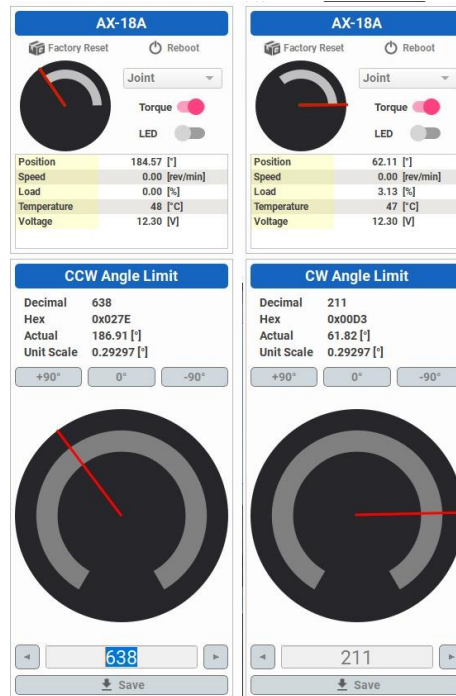 AX-18A
Factory Reset Reboot
Joint
Torque
LED
Position 184.57 [°]
Speed 0.00 [rev/min]
Load 0.00 [%]
Temperature 48 [°C]
Voltage 12.30 [V]
CCW Angle Limit
Decimal 638
Hex 0x027E
Actual 186.91 [°]
Unit Scale 0.29297 [°]
+90° 0° -90°
638
Save
AX-18A
Factory Reset Reboot
Joint
Torque
LED
Position 62.11 [°]
Speed 0.00 [rev/min]
Load 3.13 [%]
Temperature 47 [°C]
Voltage 12.30 [V]
CW Angle Limit
Decimal 211
Hex 0x00D3
Actual 61.82 [°]
Unit Scale 0.29297 [°]
+90° 0° -90°
211
Save